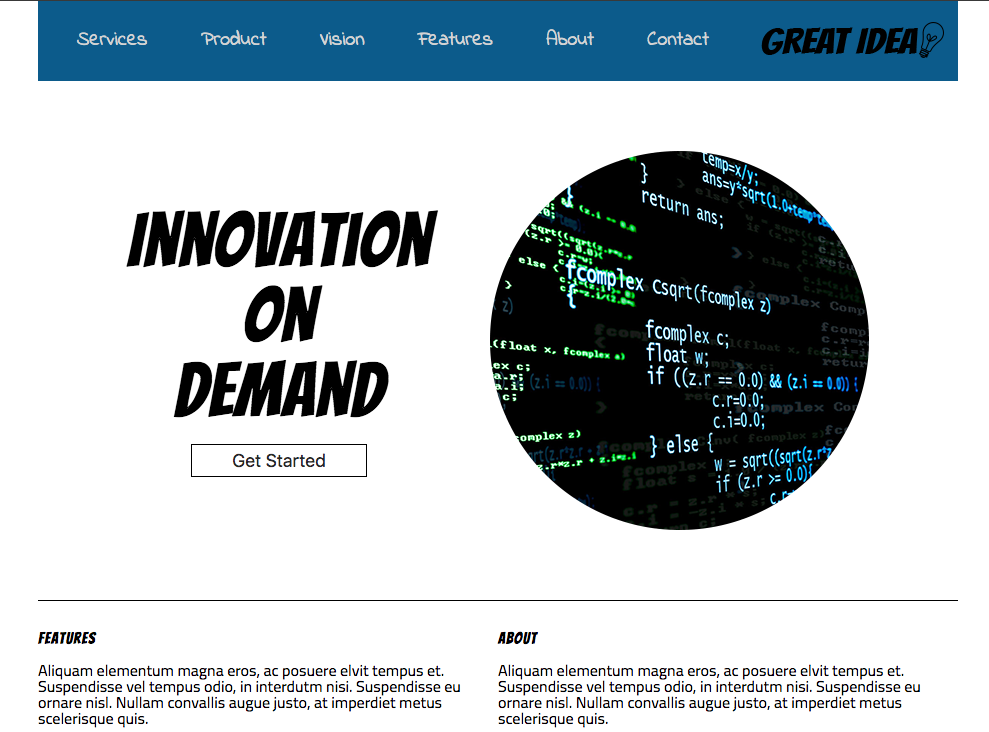 Services Product Vision Features About Contact GREAT IDEA
INNOVATION
ON
DEMAND
Get Started
temp=x/y;
ans=y*sqrt(1.0+temp*te
}
return ans;
else {
fcomplex Csqrt(fcomplex z)
{
fcomplex c;
float w;
(float x, fcomplex a)
if ((z.r == 0.0) && (z.i == 0.0)) {
c.r=0.0;
c.i=0.0;
omplex z)
} else {
w = sqrt((sqrt(z.r*z
if (z.r >= 0.0){
FEATURES
Aliquam elementum magna eros, ac posuere elvit tempus et.
Suspendisse vel tempus odio, in interdutm nisi. Suspendisse eu
ornare nisl. Nullam convallis augue justo, at imperdiet metus
scelerisque quis.
ABOUT
Aliquam elementum magna eros, ac posuere elvit tempus et.
Suspendisse vel tempus odio, in interdutm nisi. Suspendisse eu
ornare nisl. Nullam convallis augue justo, at imperdiet metus
scelerisque quis.